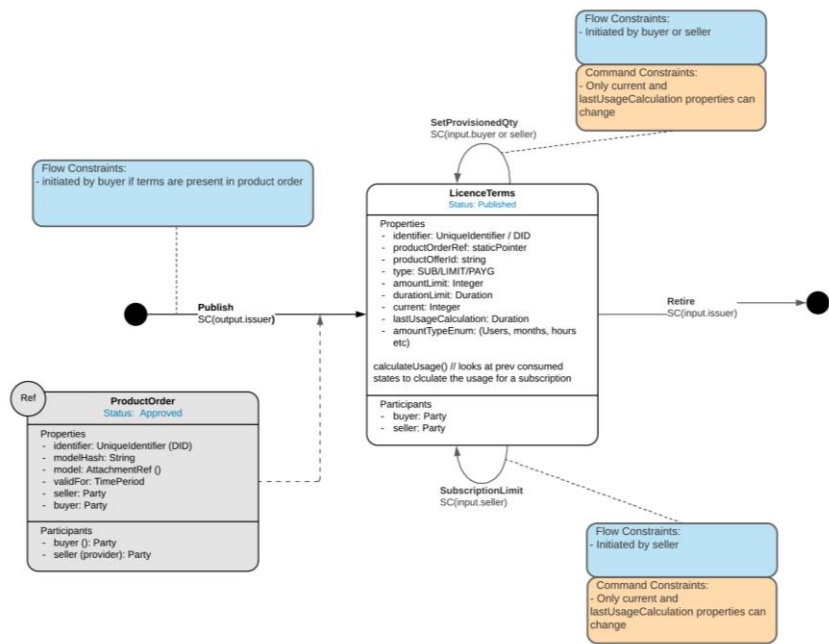 Flow Constraints:
- Initiated by buyer or seller
Command Constraints:
- Only current and
lastUsageCalculation properties can
change
SetProvisionedQty
SC(input.buyer or seller)
Flow Constraints:
- initiated by buyer if terms are present in product order
LicenceTerms
Status: Published
Properties
- identifier: UniqueIdentifier / DID
- productOrderRef: staticPointer
- productOfferId: string
- type: SUB/LIMIT/PAYG
- amountLimit: Integer
- durationLimit: Duration
- current: Integer
- lastUsageCalculation: Duration
- amountTypeEnum: (Users, months, hours
etc)
calculateUsage() // looks at prev consumed
states to clculate the usage for a subscription
Participants
- buyer: Party
- seller: Party
Publish
SC(output.issuer)
Retire
SC(input.issuer)
Ref
ProductOrder
Status: Approved
Properties
- identifier: UniqueIdentifier (DID)
- modelHash: String
- model: AttachmentRef ()
- validFor: TimePeriod
- seller: Party
- buyer: Party
Participants
- buyer (): Party
- seller (provider): Party
SubscriptionLimit
SC(input.seller)
Flow Constraints:
- Initiated by seller
Command Constraints:
- Only current and
lastUsageCalculation properties can
change